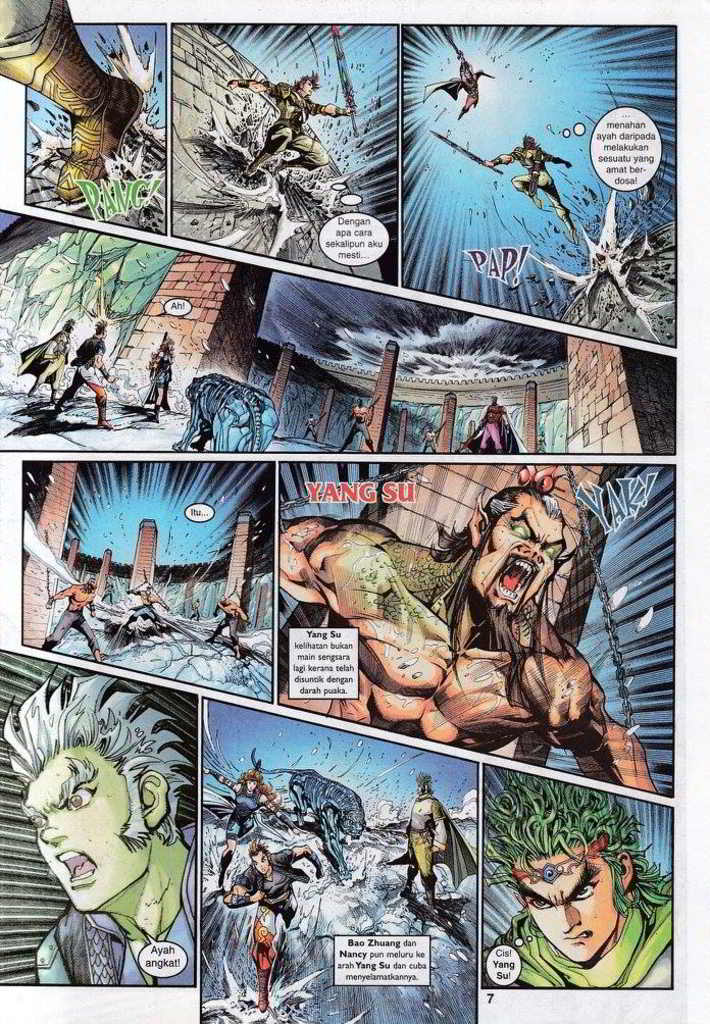 PANG!
Dengan
apa cara
sekalipun aku
mesti...
...
menahan
ayah daripada
melakukan
sesuatu yang
amat ber-
dosa!
PAP!
Ah!
Itu...
YANG SU
YAK!
Yang Su
kelihatan bukan
main sengsara
lagi kerana telah
disuntik dengan
darah puaka.
Ayah
angkat!
Bao Zhuang dan
Nancy pun meluru ke
arah Yang Su dan cuba
menyelamatkannya.
Cis!
Yang
Su!
7